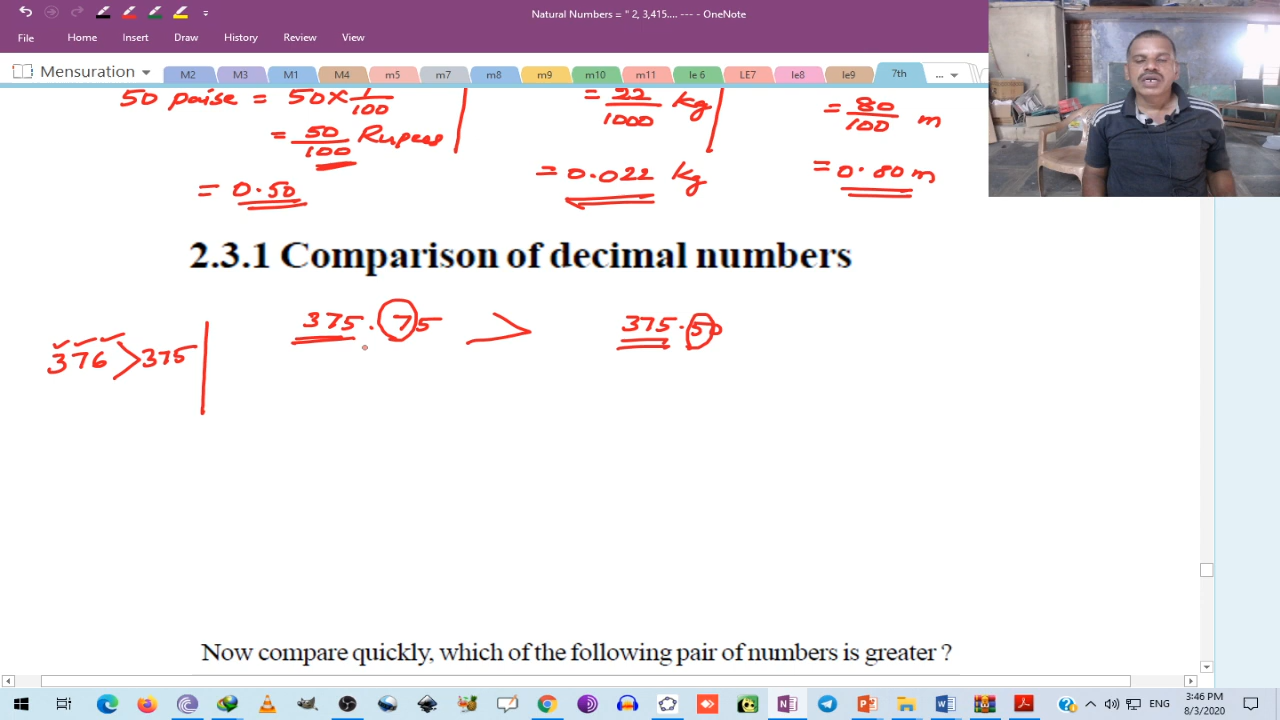 Natural Numbers = " 2, 3,415.... --- - OneNote
File Home Insert Draw History Review View
Mensuration M2 M3 M1 M4 m5 m7 m8 m9 m10 m11 le 6 LE7 le8 le9 7th ...
50 paise = 50 × 1/100
= 50/100 Rupees
= 0.50
= 22/1000 kg
= 0.022 kg
= 80/100 m
= 0.80 m
2.3.1 Comparison of decimal numbers
376 > 375
375.75 > 375.50
Now compare quickly, which of the following pair of numbers is greater ?
ENG
3:46 PM
8/3/2020